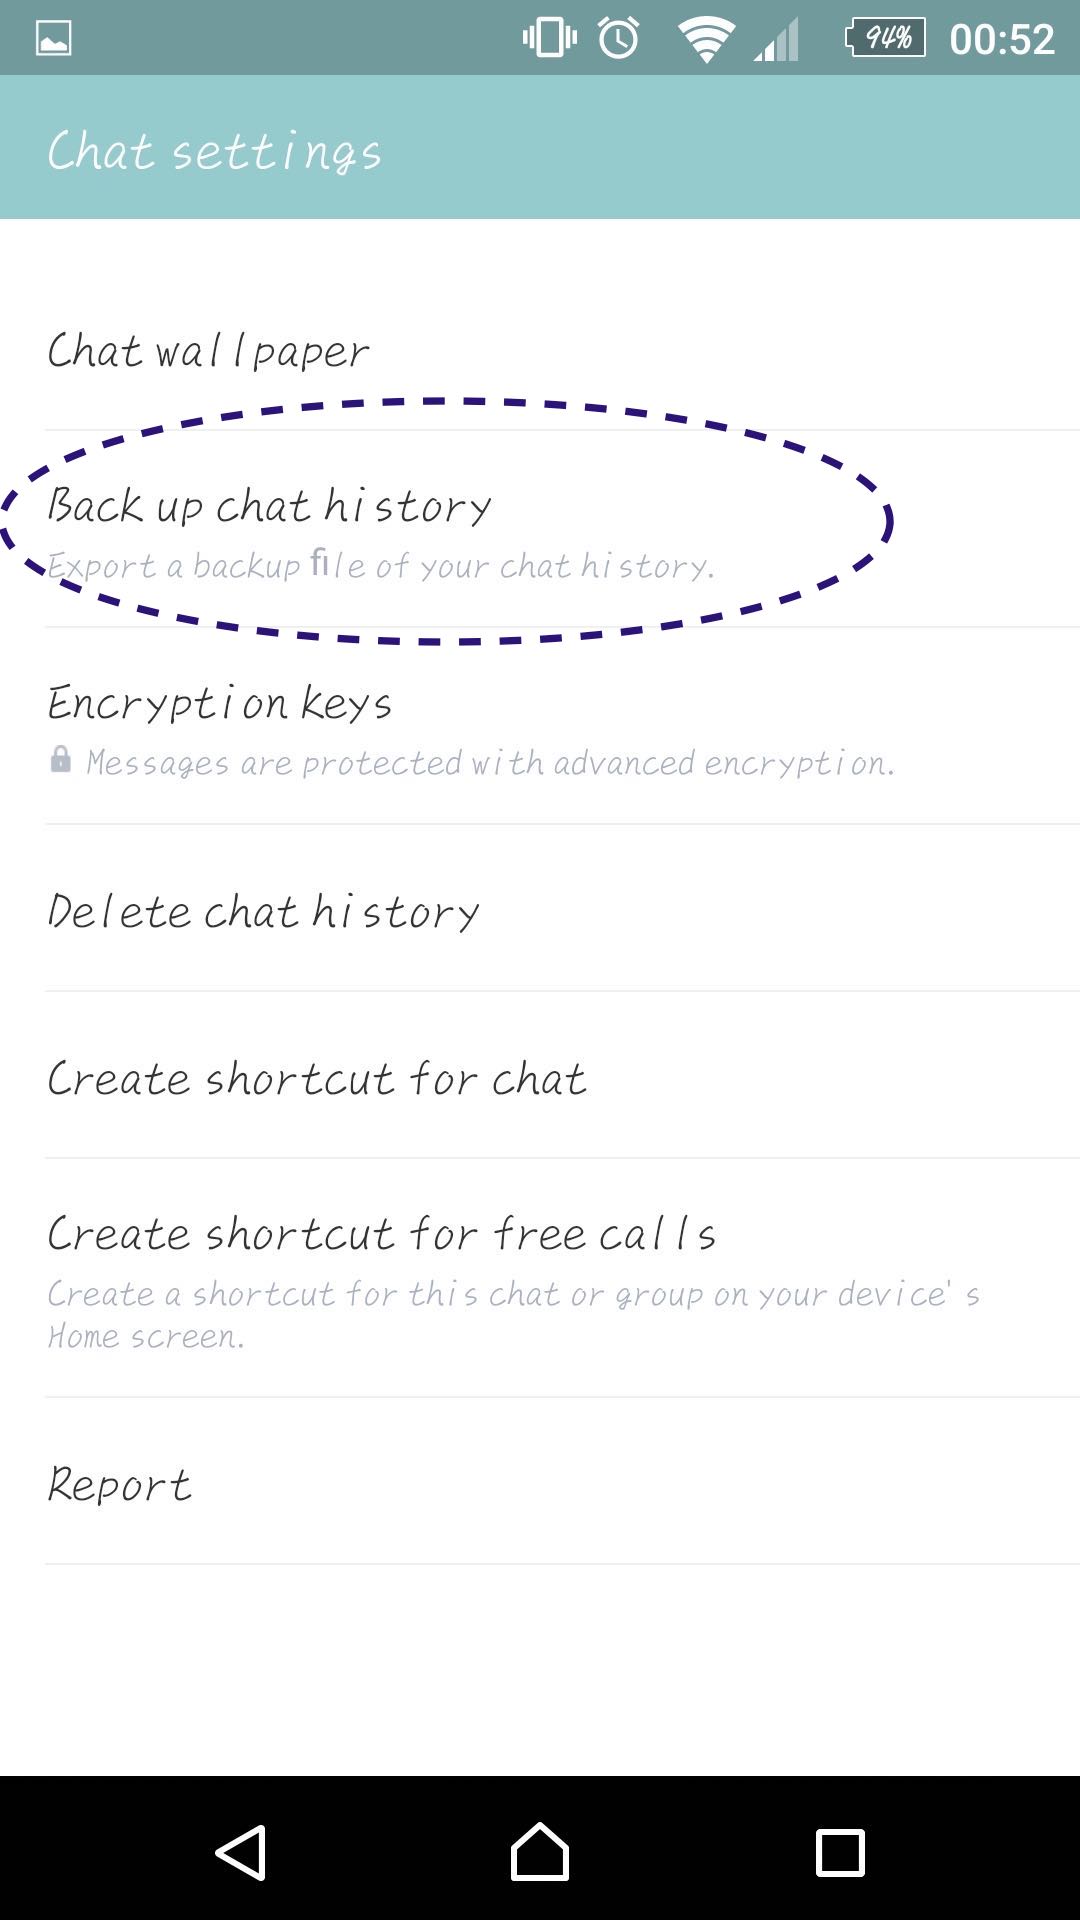 94% 00:52
Chat settings
Chat wallpaper
Back up chat history
Export a backup file of your chat history.
Encryption keys
Messages are protected with advanced encryption.
Delete chat history
Create shortcut for chat
Create shortcut for free calls
Create a shortcut for this chat or group on your device's
Home screen.
Report